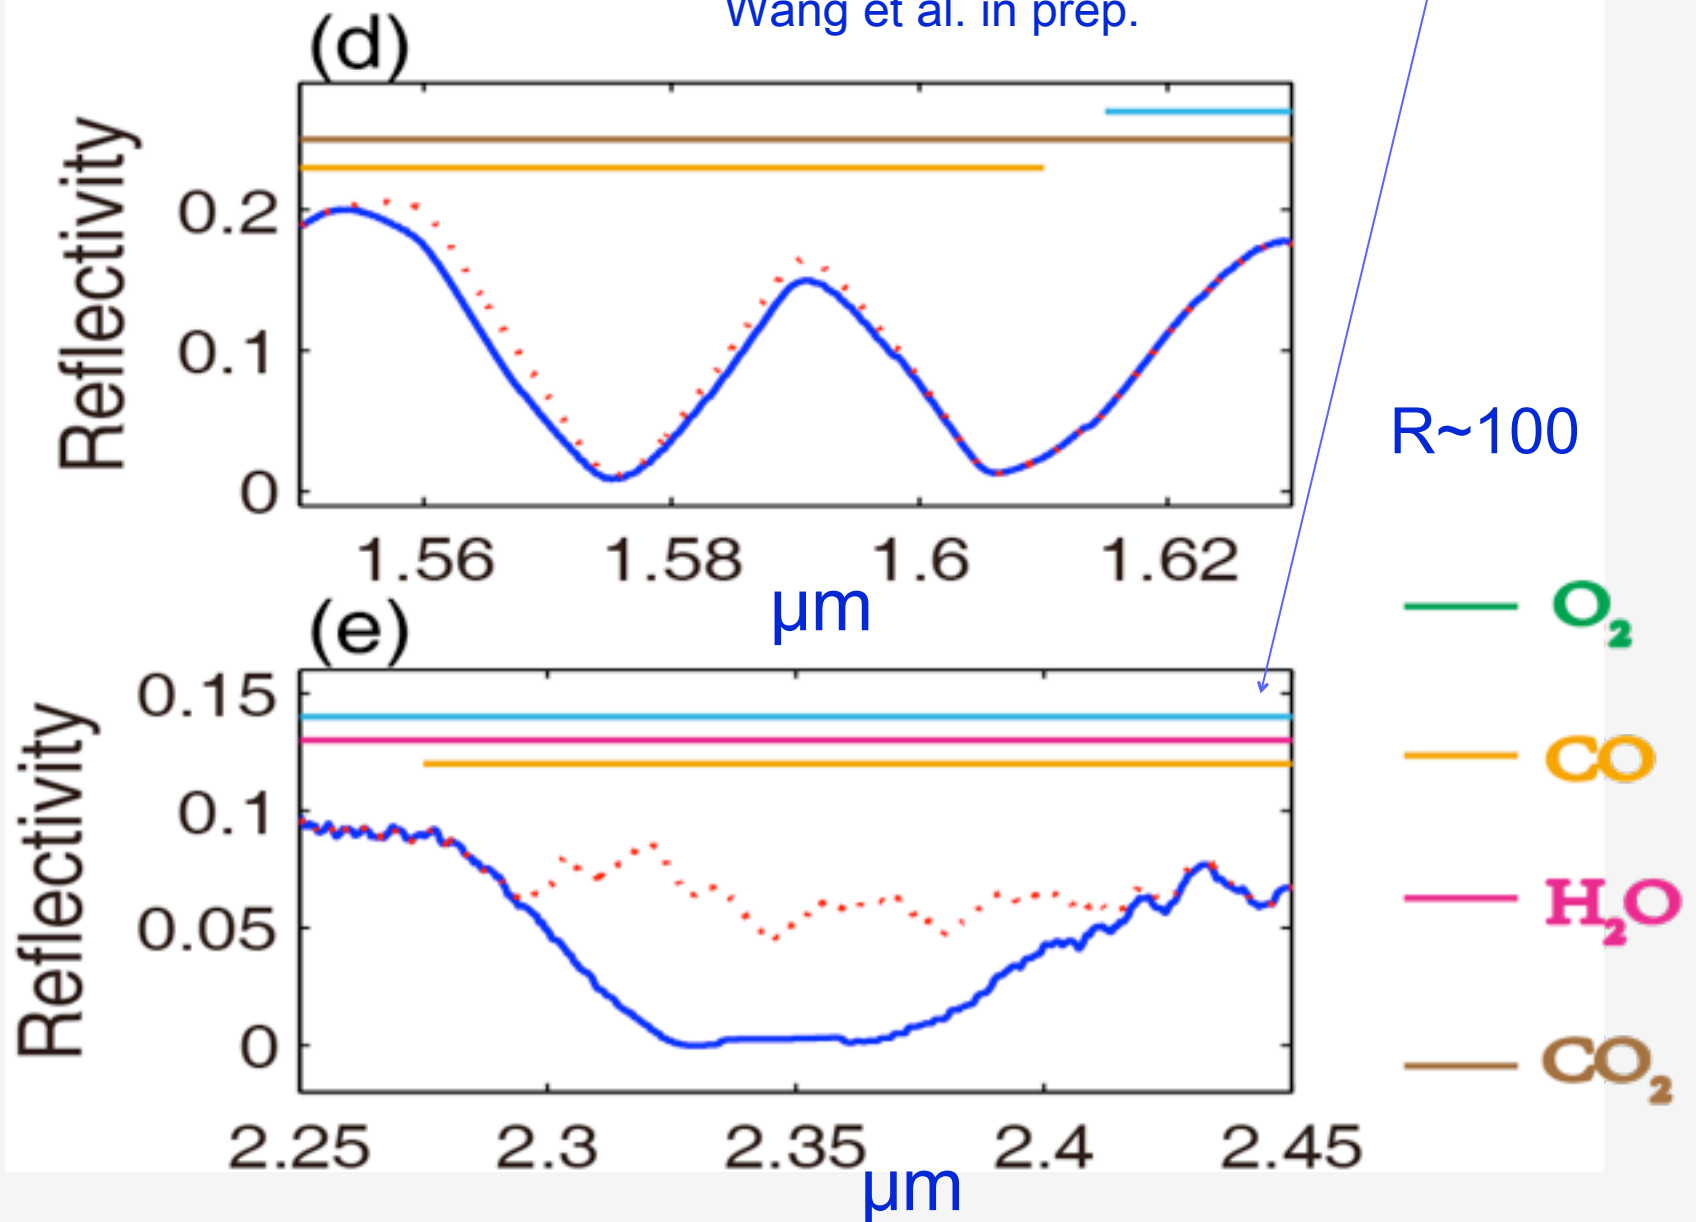 Wang et al. in prep.
(d)
Reflectivity
0.2
0.1
0
1.56 1.58 1.6 1.62
μm
R~100
(e)
Reflectivity
0.15
0.1
0.05
0
2.25 2.3 2.35 2.4 2.45
μm
O₂
CO
H₂O
CO₂